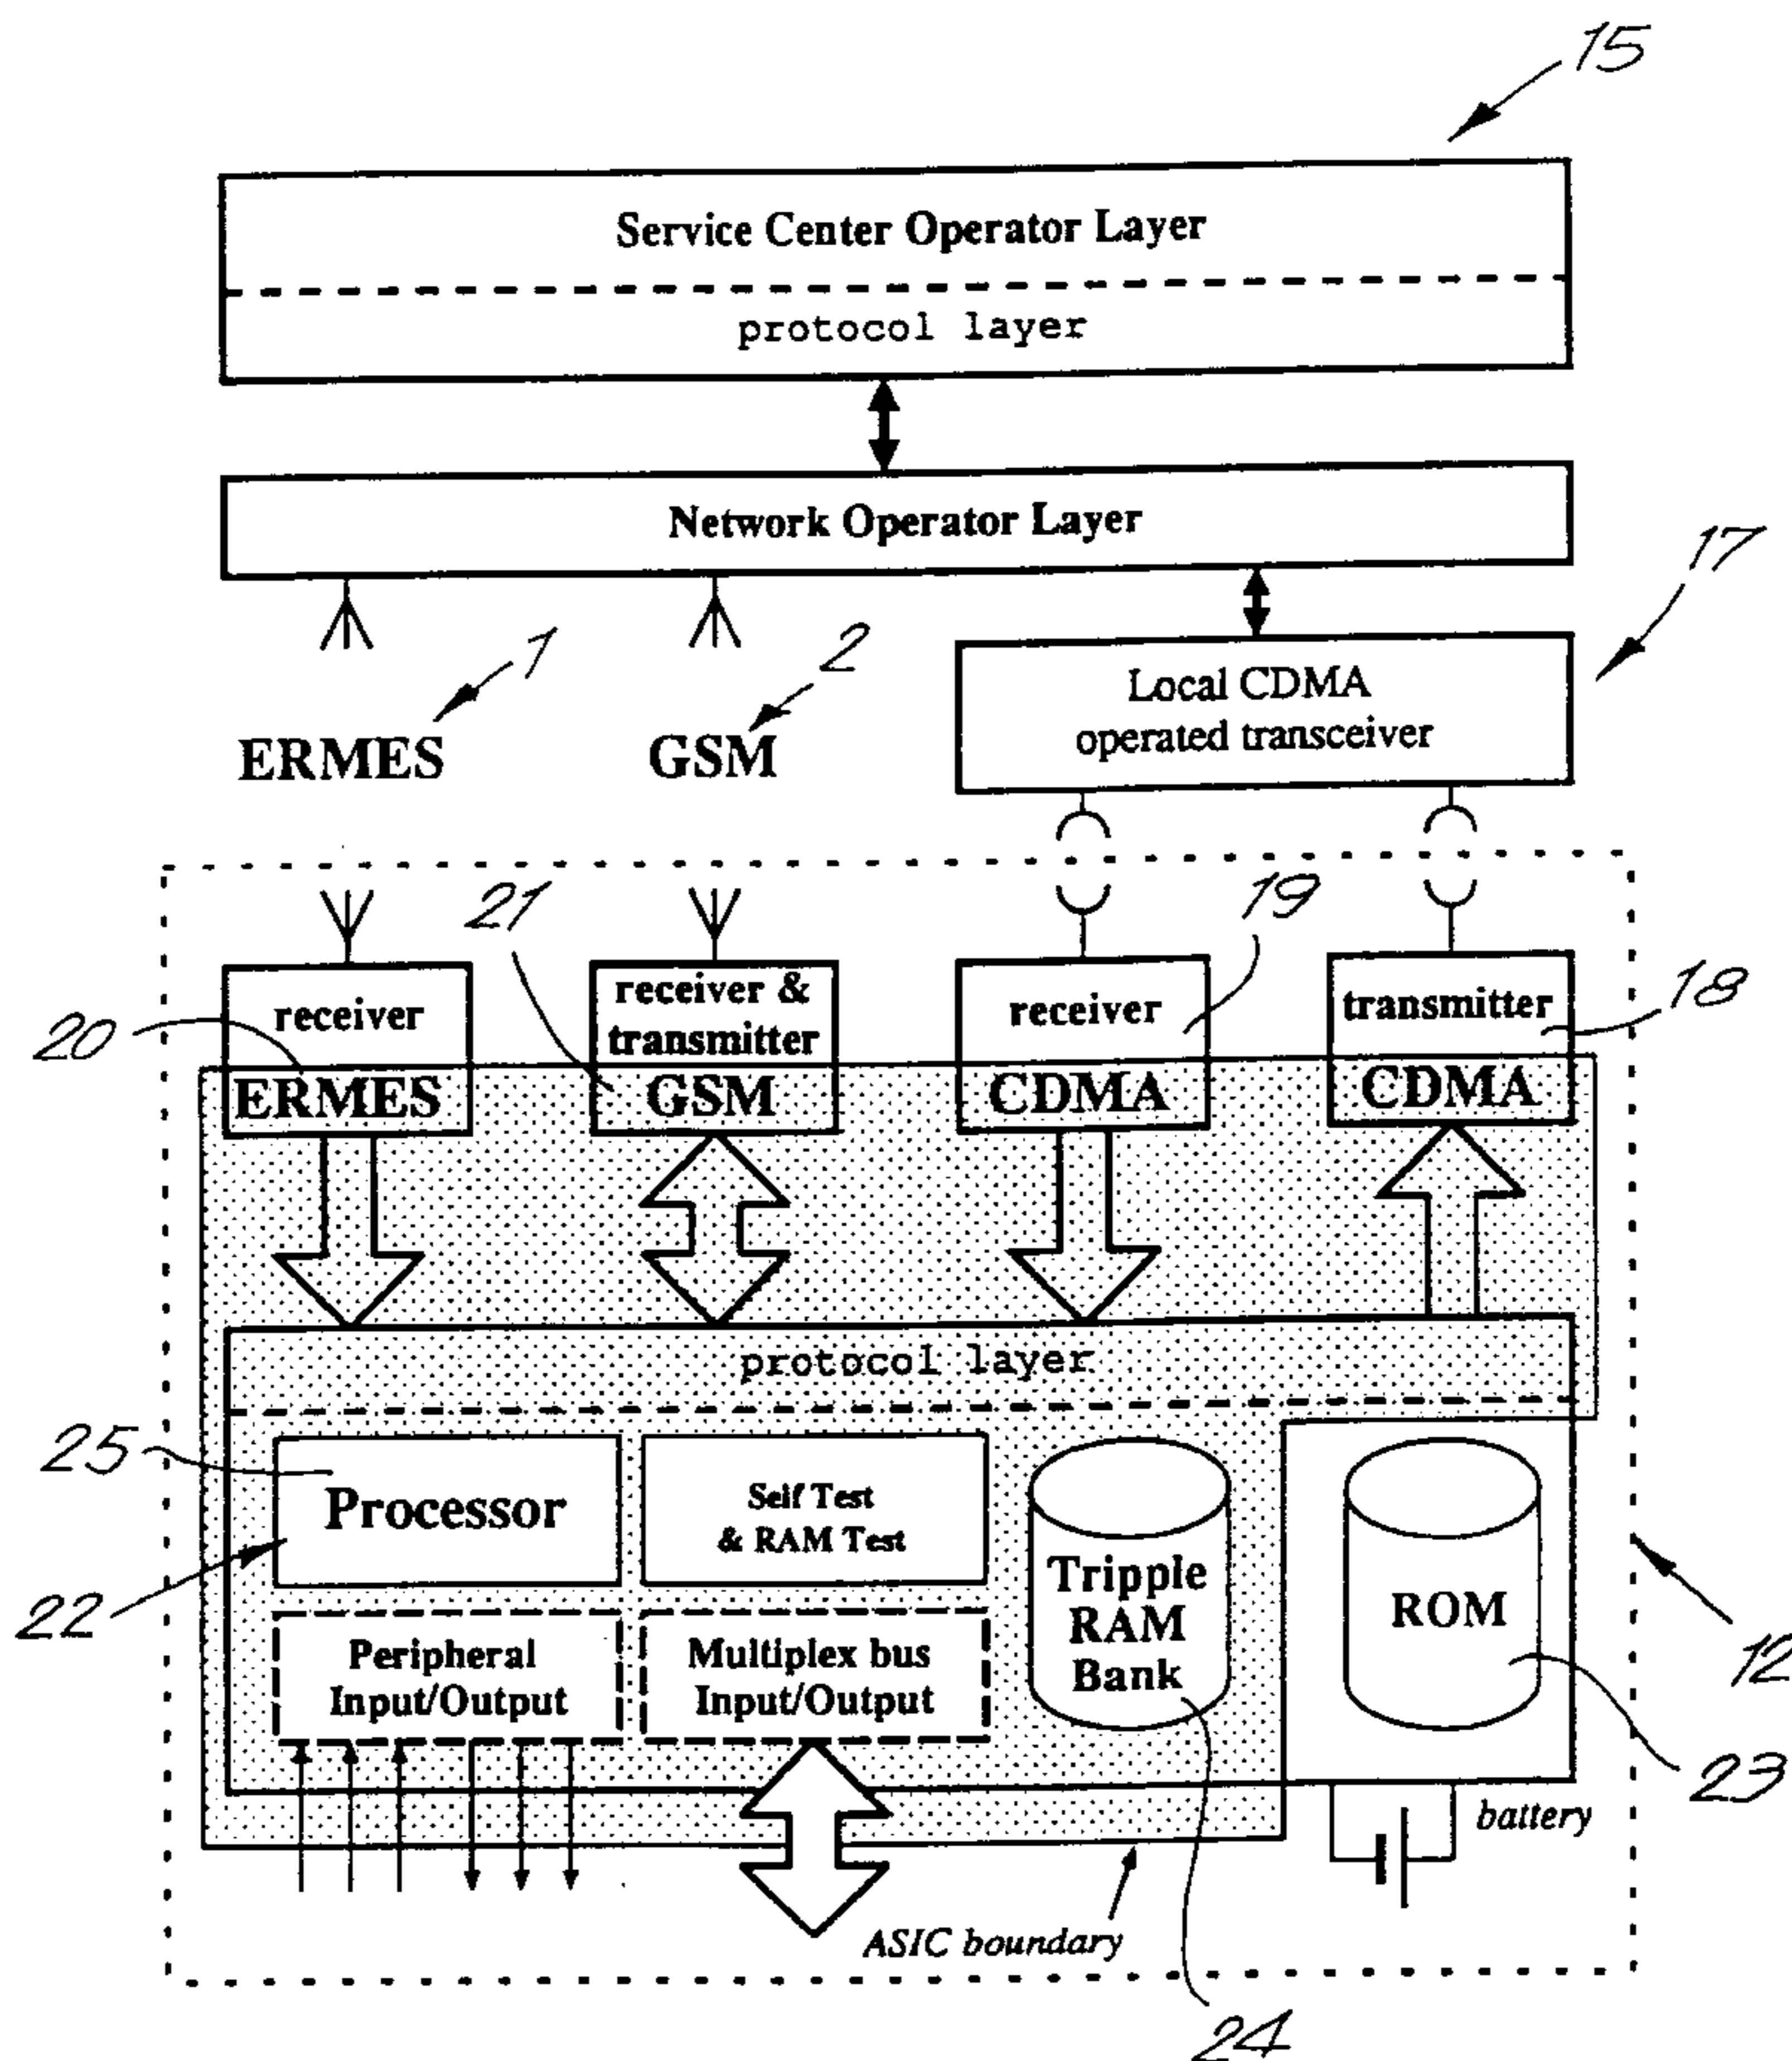 15
Service Center Operator Layer
protocol layer
Network Operator Layer
17
1
2
ERMES
GSM
Local CDMA
operated transceiver
21
19
20
receiver
receiver &
transmitter
receiver
transmitter
18
ERMES
GSM
CDMA
CDMA
protocol layer
25
Processor
Self Test
& RAM Test
22
Tripple
RAM
Bank
ROM
Peripheral
Input/Output
Multiplex bus
Input/Output
12
23
battery
ASIC boundary
24